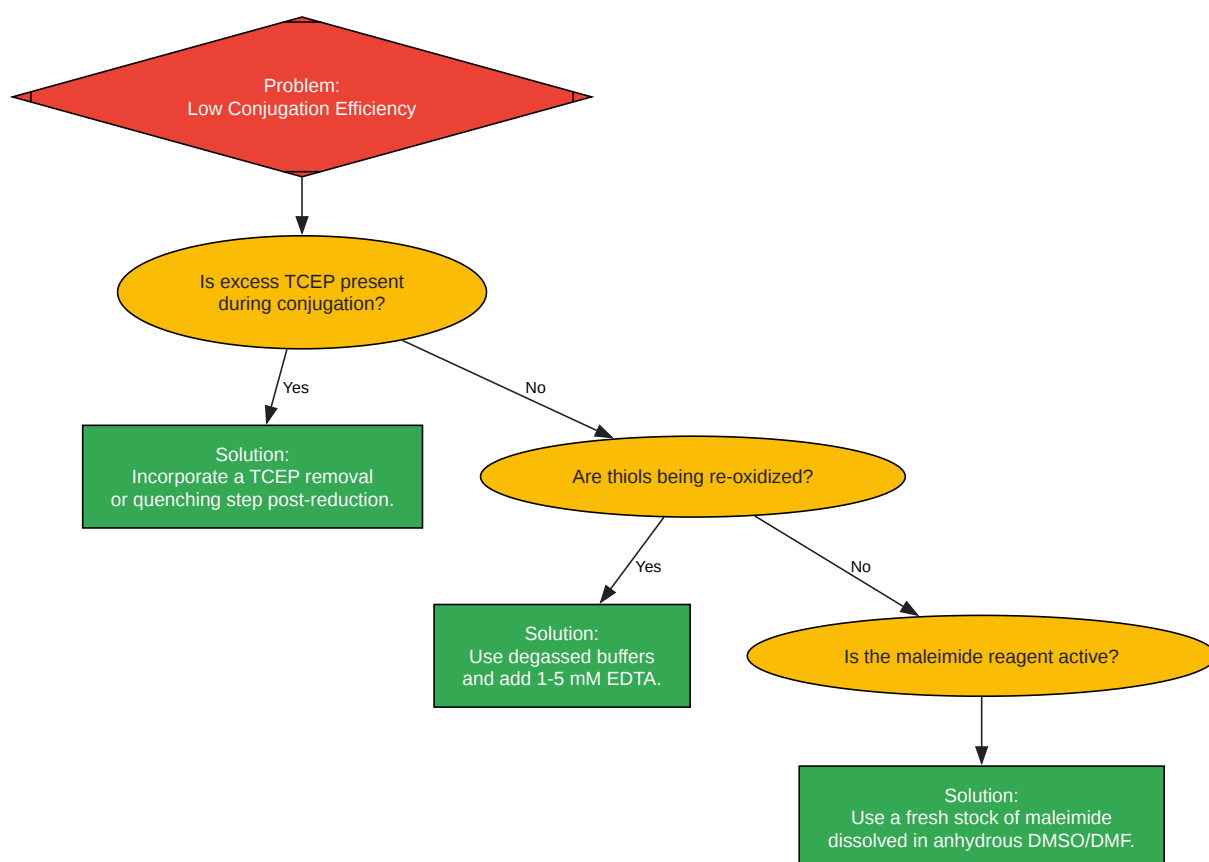 Problem:
Low Conjugation Efficiency
Is excess TCEP present
during conjugation?
Yes
No
Solution:
Incorporate a TCEP removal
or quenching step post-reduction.
Are thiols being re-oxidized?
Yes
No
Solution:
Use degassed buffers
and add 1-5 mM EDTA.
Is the maleimide reagent active?
Solution:
Use a fresh stock of maleimide
dissolved in anhydrous DMSO/DMF.